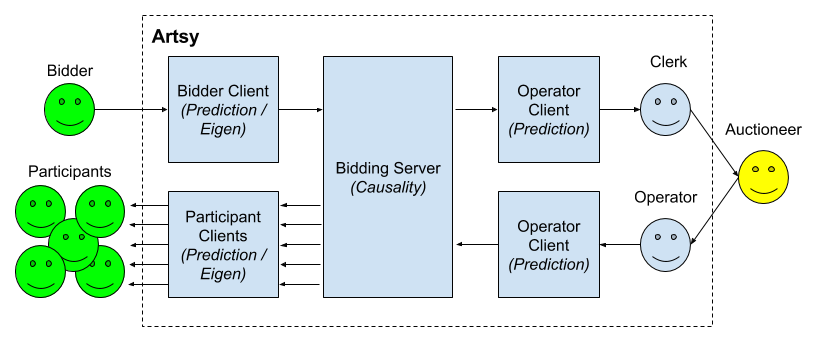 Artsy
Bidder
Bidder Client
(Prediction /
Eigen)
Bidding Server
(Causality)
Operator
Client
(Prediction)
Clerk
Auctioneer
Participants
Participant
Clients
(Prediction /
Eigen)
Operator
Client
(Prediction)
Operator